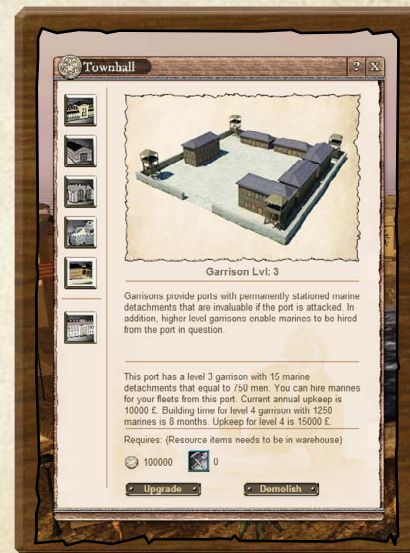 Townhall
? X
Garrison Lvl: 3
Garrisons provide ports with permanently stationed marine
detachments that are invaluable if the port is attacked. In
addition, higher level garrisons enable marines to be hired
from the port in question.
This port has a level 3 garrison with 15 marine
detachments that equal to 750 men. You can hire marines
for your fleets from this port. Current annual upkeep is
10000 £. Building time for level 4 garrison with 1250
marines is 8 months. Upkeep for level 4 is 15000 £.
Requires: (Resource items needs to be in warehouse)
100000 0
Upgrade Demolish